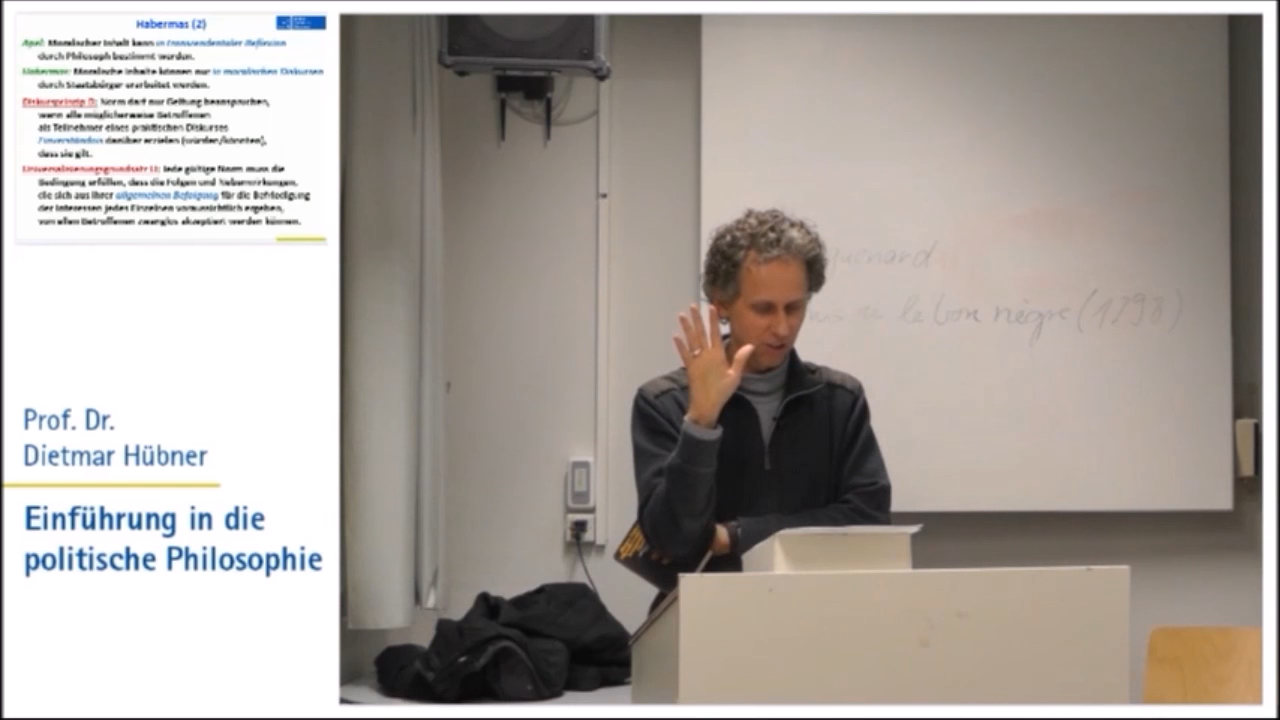 Habermas (2)
Apel: Moralischer Inhalt kann in transzendentaler Reflexion
durch Philosoph bestimmt werden.
Habermas: Moralische Inhalte können nur in moralischen Diskursen
durch Staatsbürger erarbeitet werden.
Diskursprinzip D: Norm darf nur Geltung beanspruchen,
wenn alle möglicherweise Betroffenen
als Teilnehmer eines praktischen Diskurses
Einverständnis darüber erzielen (würden/könnten),
dass sie gilt.
Universalisierungsgrundsatz U: Jede gültige Norm muss die
Bedingung erfüllen, dass die Folgen und Nebenwirkungen,
die sich aus ihrer allgemeinen Befolgung für die Befriedigung
der Interessen jedes Einzelnen voraussichtlich ergeben,
von allen Betroffenen zwanglos akzeptiert werden können.
Prof. Dr.
Dietmar Hübner
Einführung in die
politische Philosophie
la bon nègre (1798)